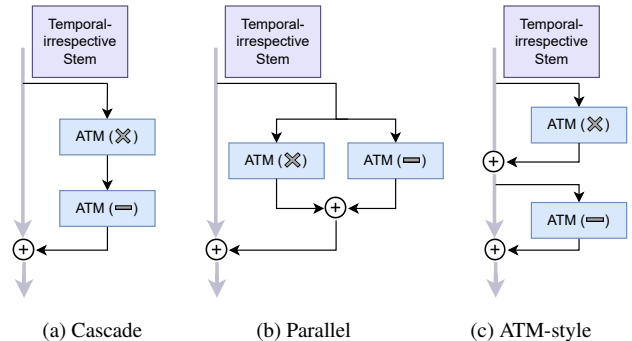 Temporal-
irrespective
Stem
ATM (×)
ATM (−)
+
(a) Cascade
Temporal-
irrespective
Stem
ATM (×)
ATM (−)
+
+
(b) Parallel
Temporal-
irrespective
Stem
ATM (×)
+
ATM (−)
+
(c) ATM-style